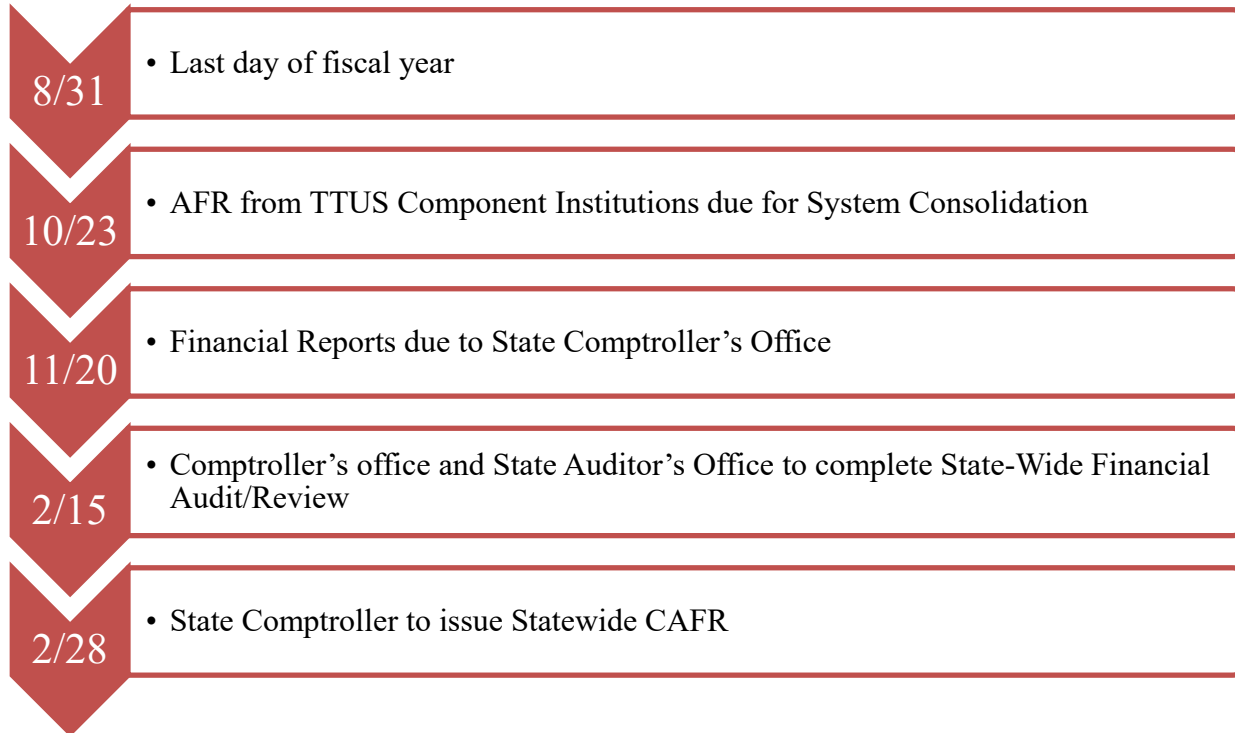 8/31
• Last day of fiscal year
10/23
• AFR from TTUS Component Institutions due for System Consolidation
11/20
• Financial Reports due to State Comptroller’s Office
2/15
• Comptroller’s office and State Auditor’s Office to complete State-Wide Financial
Audit/Review
2/28
• State Comptroller to issue Statewide CAFR